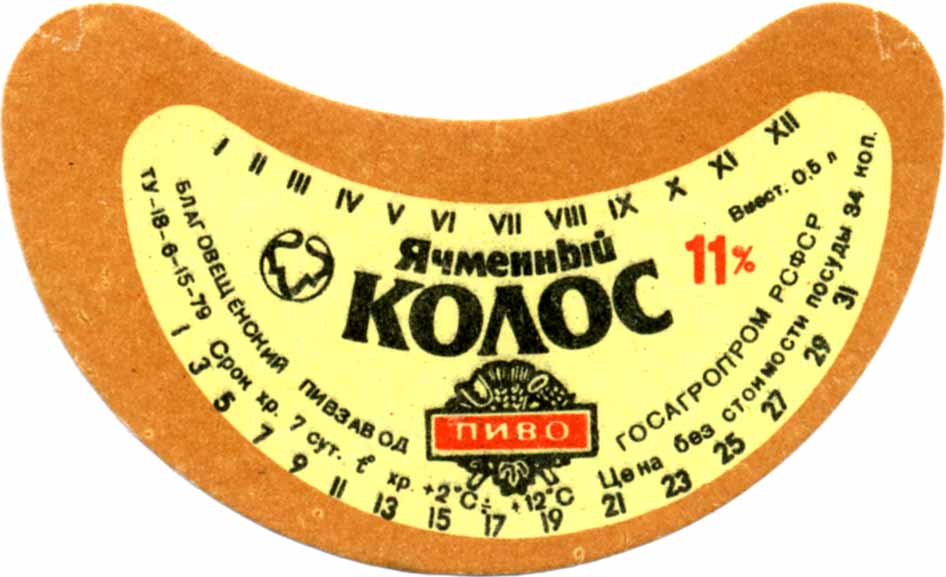 I II III IV V VI VII VIII IX X XI XII
Вмест. 0,5 л
Ячменный
КОЛОС
11%
ПИВО
БЛАГОВЕЩЕНСКИЙ ПИВЗАВОД
ГОСАГРОПРОМ РСФСР
ТУ-18-6-15-79
Срок хр. 7 сут. t° хр. +2°C ÷ +12°C
Цена без стоимости посуды 34 коп.
1 3 5 7 9 11 13 15 17 19 21 23 25 27 29 31